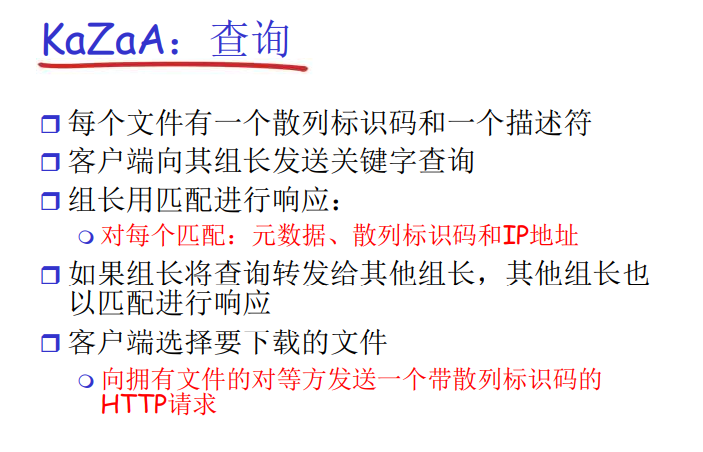 KaZaA：查询
每个文件有一个散列标识码和一个描述符
客户端向其组长发送关键字查询
组长用匹配进行响应：
对每个匹配：元数据、散列标识码和IP地址
如果组长将查询转发给其他组长，其他组长也
以匹配进行响应
客户端选择要下载的文件
向拥有文件的对等方发送一个带散列标识码的
HTTP请求